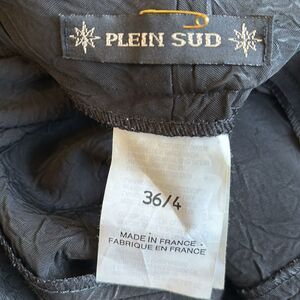 PLEIN SUD
36/4
MADE IN FRANCE
FABRIQUE EN FRANCE